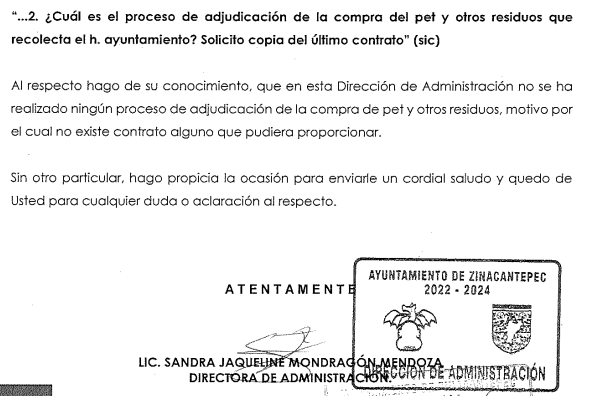 “...2. ¿Cuál es el proceso de adjudicación de la compra del pet y otros residuos que
recolecta el h. ayuntamiento? Solicito copia del último contrato” (sic)
Al respecto hago de su conocimiento, que en esta Dirección de Administración no se ha
realizado ningún proceso de adjudicación de la compra de pet y otros residuos, motivo por
el cual no existe contrato alguno que pudiera proporcionar.
Sin otro particular, hago propicia la ocasión para enviarle un cordial saludo y quedo de
Usted para cualquier duda o aclaración al respecto.
ATENTAMENTE
AYUNTAMIENTO DE ZINACANTEPEC
2022 - 2024
LIC. SANDRA JAQUELINE MONDRAGÓN MENDOZA
DIRECTORA DE ADMINISTRACIÓN.
DIRECCIÓN DE ADMINISTRACIÓN